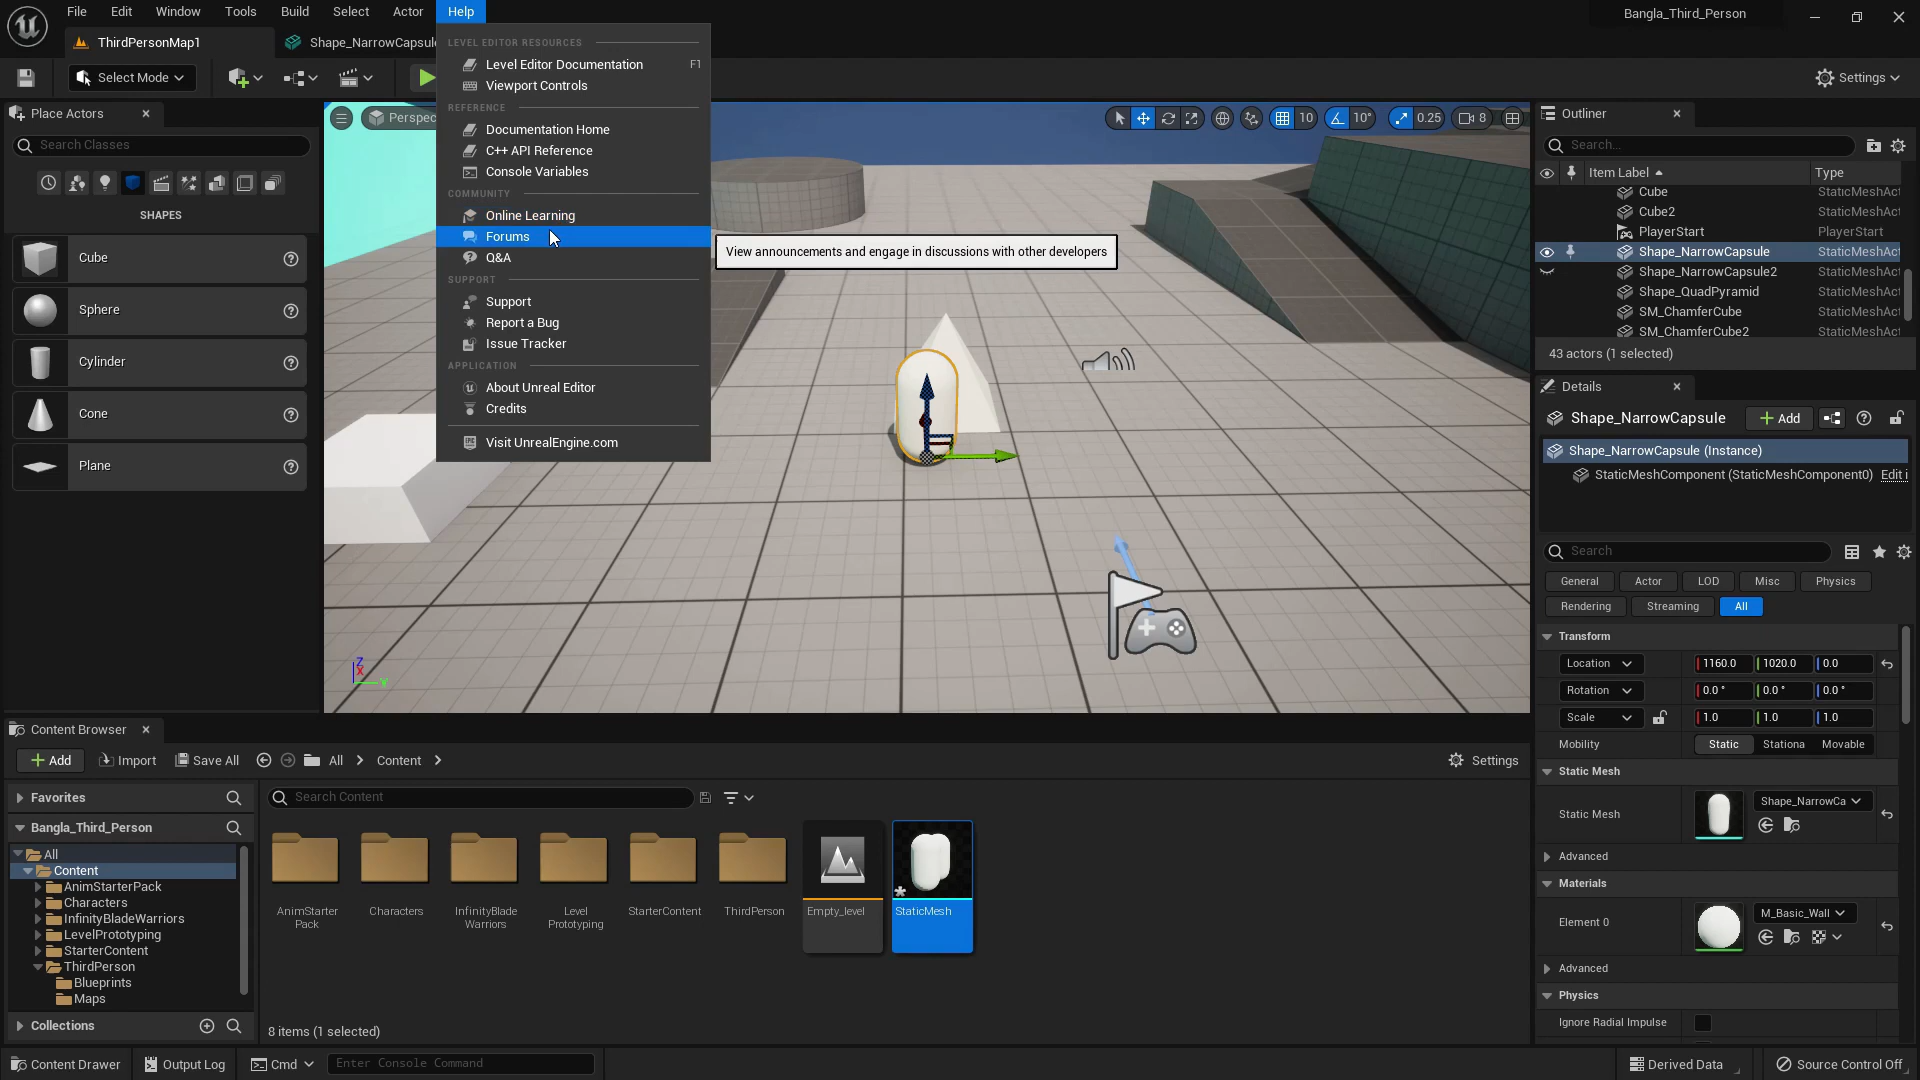 File Edit Window Tools Build Select Actor Help
Bangla_Third_Person
ThirdPersonMap1
Shape_NarrowCapsul
Select Mode
Settings
LEVEL EDITOR RESOURCES
Level Editor Documentation F1
Viewport Controls
REFERENCE
Documentation Home
C++ API Reference
Console Variables
COMMUNITY
Online Learning
Forums
Q&A
SUPPORT
Support
Report a Bug
Issue Tracker
APPLICATION
About Unreal Editor
Credits
Visit UnrealEngine.com
View announcements and engage in discussions with other developers
Place Actors
Search Classes
SHAPES
Cube
Sphere
Cylinder
Cone
Plane
Perspec
10 10° 0.25 8
Z
X
Y
Outliner
Search...
Item Label Type
Cube StaticMeshAct
Cube2 StaticMeshAct
PlayerStart PlayerStart
Shape_NarrowCapsule StaticMeshAct
Shape_NarrowCapsule2 StaticMeshAct
Shape_QuadPyramid StaticMeshAct
SM_ChamferCube StaticMeshAct
SM_ChamferCube2 StaticMeshAct
43 actors (1 selected)
Details
Shape_NarrowCapsule Add
Shape_NarrowCapsule (Instance)
StaticMeshComponent (StaticMeshComponent0) Edit i
Search
General Actor LOD Misc Physics
Rendering Streaming All
Transform
Location 1160.0 1020.0 0.0
Rotation 0.0 ° 0.0 ° 0.0 °
Scale 1.0 1.0 1.0
Mobility Static Stationa Movable
Static Mesh
Static Mesh Shape_NarrowCa
Advanced
Materials
Element 0 M_Basic_Wall
Advanced
Physics
Ignore Radial Impulse
Content Browser
Add Import Save All All Content Settings
Favorites
Search Content
Bangla_Third_Person
All
Content
AnimStarterPack
Characters
InfinityBladeWarriors
LevelPrototyping
StarterContent
ThirdPerson
Blueprints
Maps
Collections
AnimStarter
Pack
Characters
InfinityBlade
Warriors
Level
Prototyping
StarterContent
ThirdPerson
Empty_level
StaticMesh
8 items (1 selected)
Content Drawer Output Log Cmd Enter Console Command Derived Data Source Control Off